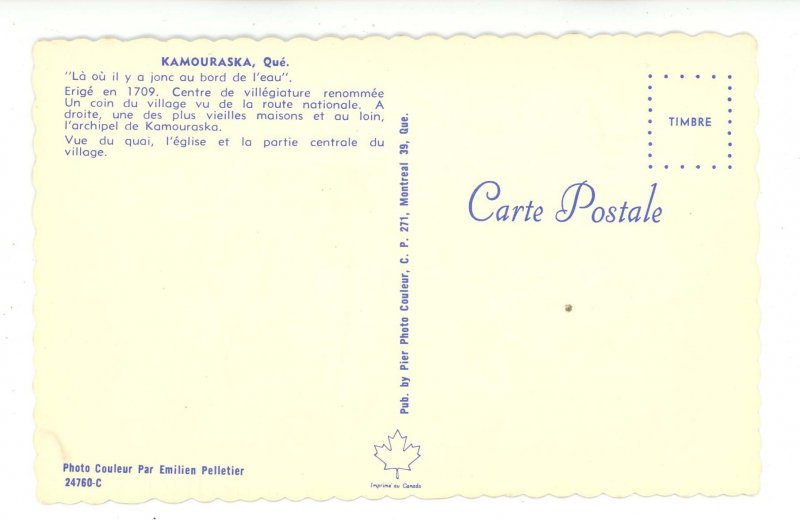 KAMOURASKA, Qué.
"Là où il y a jonc au bord de l'eau".
Erigé en 1709. Centre de villégiature renommée
Un coin du village vu de la route nationale. A
droite, une des plus vieilles maisons et au loin,
l'archipel de Kamouraska.
Vue du quai, l'église et la partie centrale du
village.
Pub. by Pier Photo Couleur, C. P. 271, Montreal 39, Que.
TIMBRE
Carte Postale
Photo Couleur Par Emilien Pelletier
24760-C
Imprimé au Canada